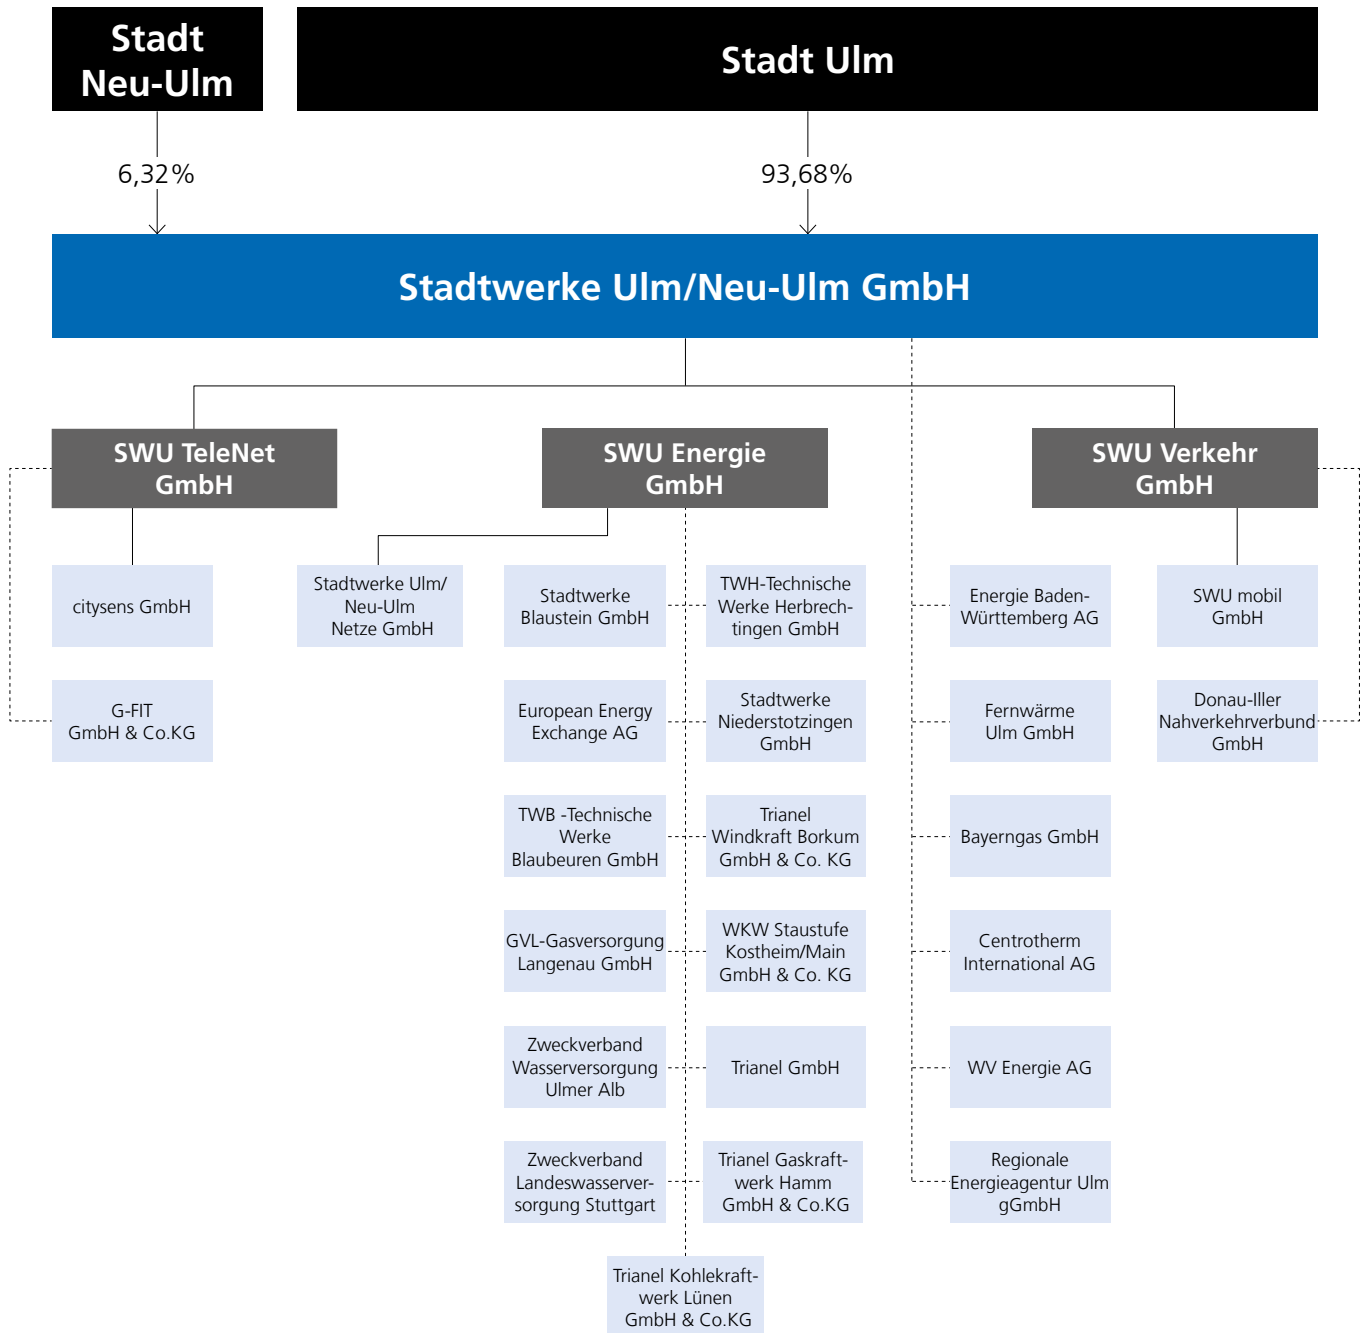 Stadt
Neu-Ulm
Stadt Ulm
6,32%
93,68%
Stadtwerke Ulm/Neu-Ulm GmbH
SWU TeleNet
GmbH
SWU Energie
GmbH
SWU Verkehr
GmbH
citysens GmbH
Stadtwerke Ulm/
Neu-Ulm
Netze GmbH
Stadtwerke
Blaustein GmbH
TWH-Technische
Werke Herbrech-
tingen GmbH
Energie Baden-
Württemberg AG
SWU mobil
GmbH
G-FIT
GmbH & Co.KG
European Energy
Exchange AG
Stadtwerke
Niederstotzingen
GmbH
Fernwärme
Ulm GmbH
Donau-Iller
Nahverkehrverbund
GmbH
TWB -Technische
Werke
Blaubeuren GmbH
Trianel
Windkraft Borkum
GmbH & Co. KG
Bayerngas GmbH
GVL-Gasversorgung
Langenau GmbH
WKW Staustufe
Kostheim/Main
GmbH & Co. KG
Centrotherm
International AG
Zweckverband
Wasserversorgung
Ulmer Alb
Trianel GmbH
WV Energie AG
Zweckverband
Landeswasserver-
sorgung Stuttgart
Trianel Gaskraft-
werk Hamm
GmbH & Co.KG
Regionale
Energieagentur Ulm
gGmbH
Trianel Kohlekraft-
werk Lünen
GmbH & Co.KG